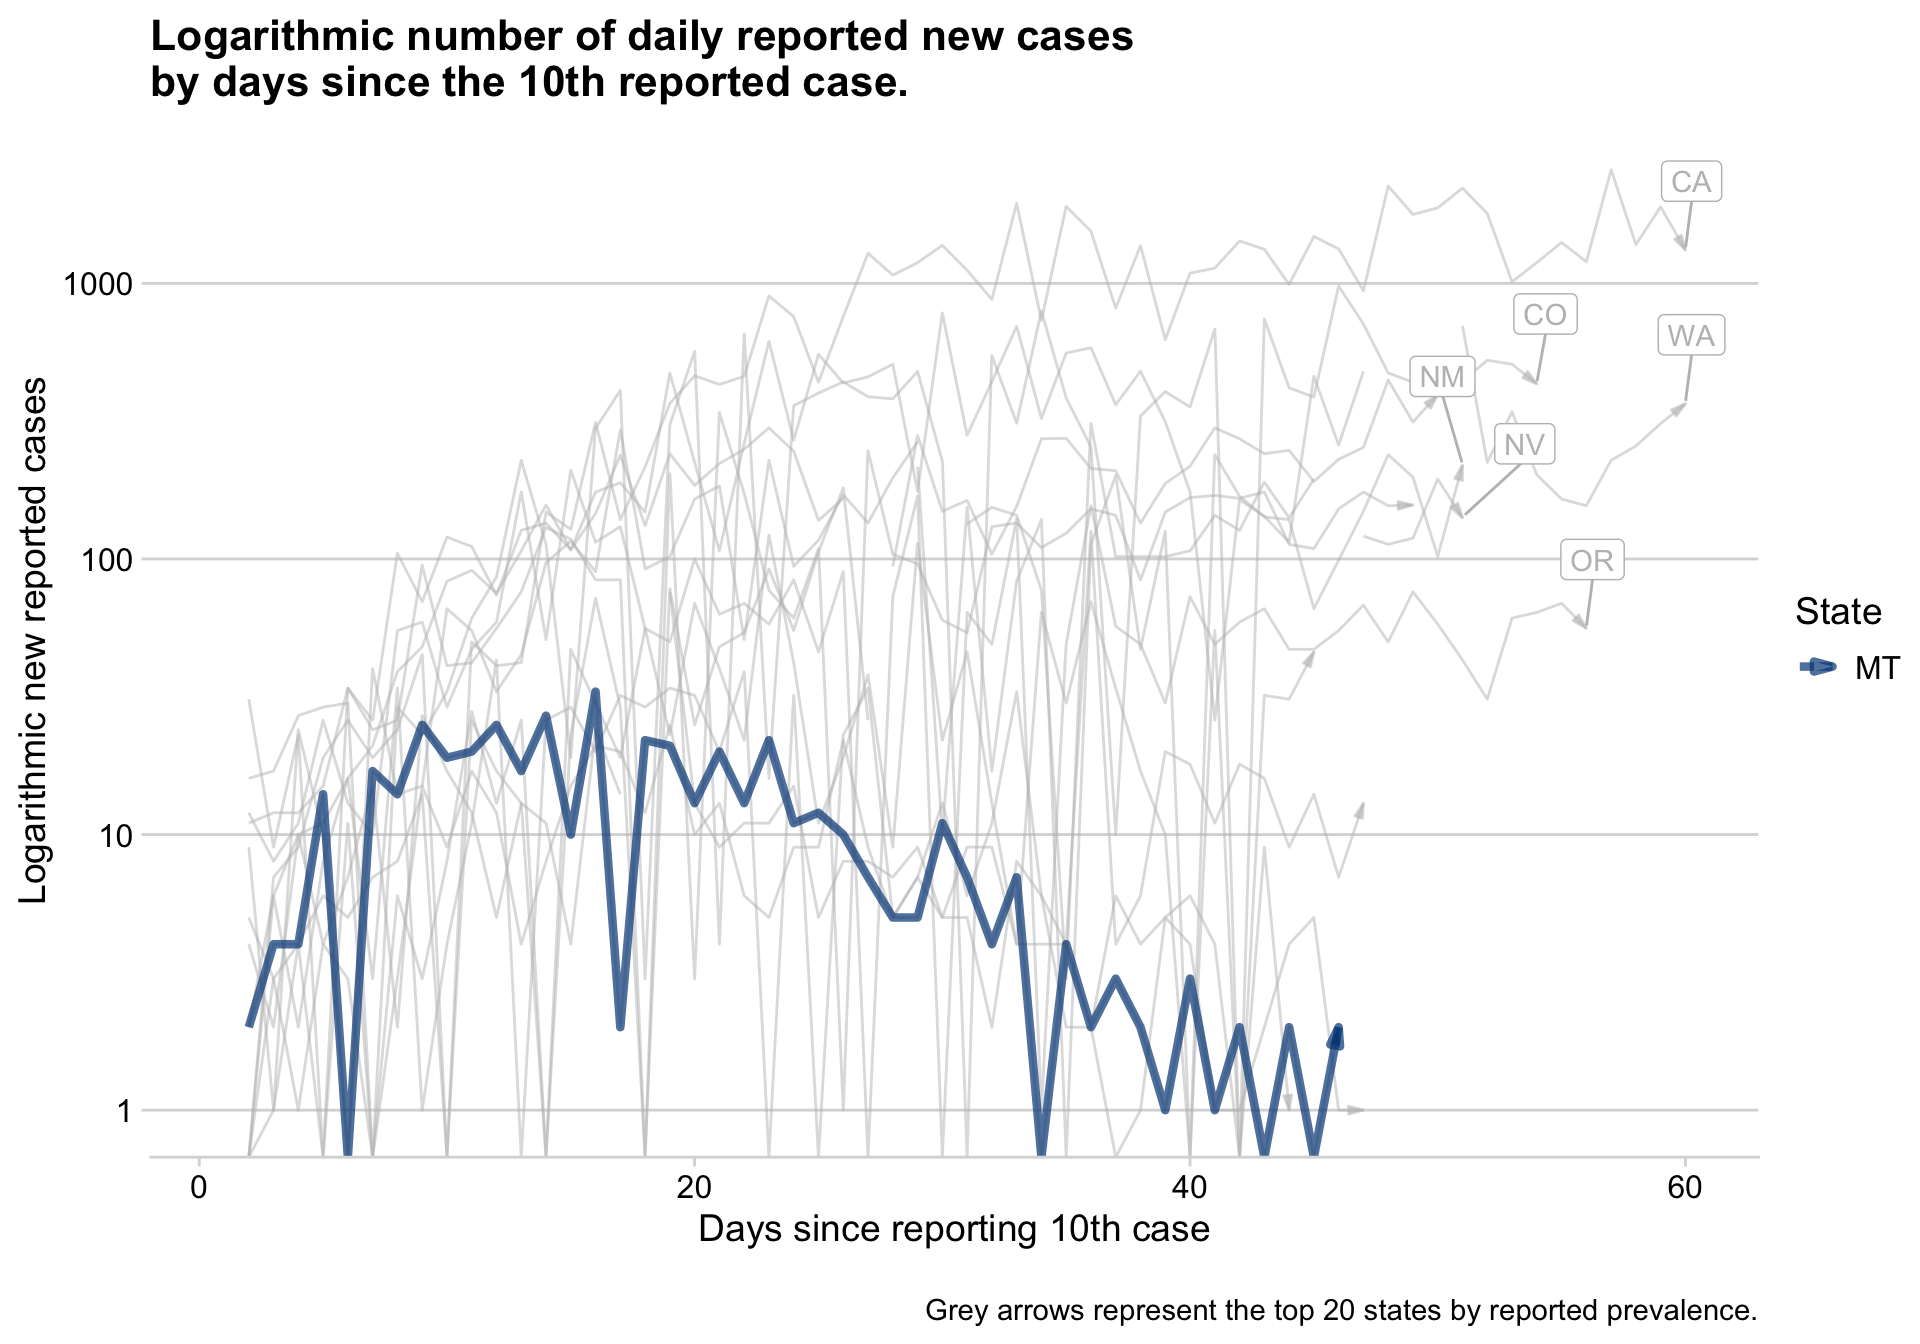 Logarithmic number of daily reported new cases
by days since the 10th reported case.
CA
CO
WA
NM
NV
OR
1000
100
10
1
Logarithmic new reported cases
0
20
40
60
Days since reporting 10th case
State
MT
Grey arrows represent the top 20 states by reported prevalence.